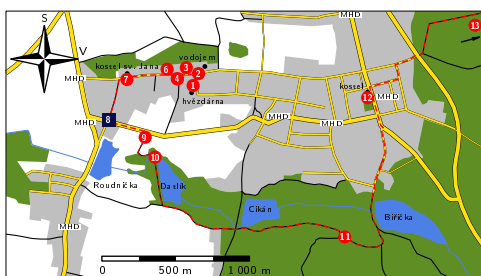 S
V
MHD
13
vodojem
kostel sv. Jana
6
3
2
4
1
7
MHD
hvězdárna
kostel
12
MHD
8
MHD
MHD
MHD
9
10
Roudnička
Datlík
Cikán
Biřička
MHD
11
0
500 m
1 000 m